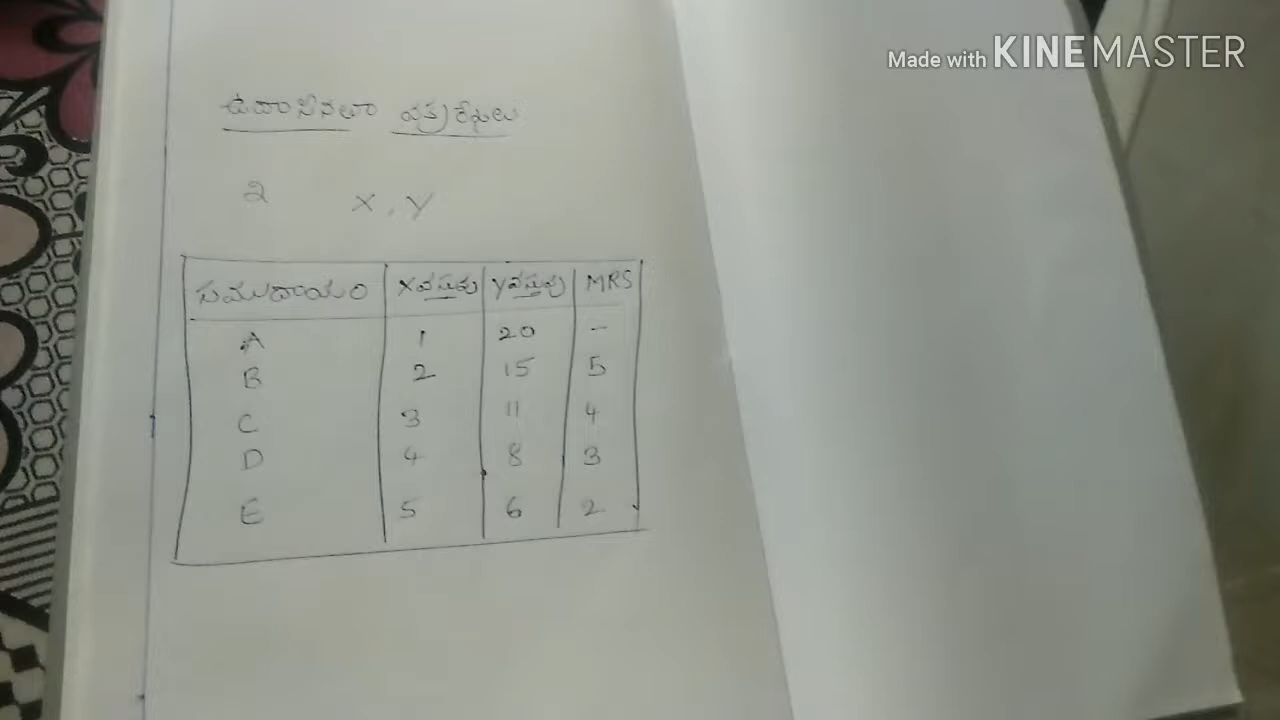 Made with KINEMASTER
ఉదాసీనతా వక్రరేఖలు
2 X, Y
సముదాయం X వస్తువు Y వస్తువు MRS
A 1 20 -
B 2 15 5
C 3 11 4
D 4 8 3
E 5 6 2